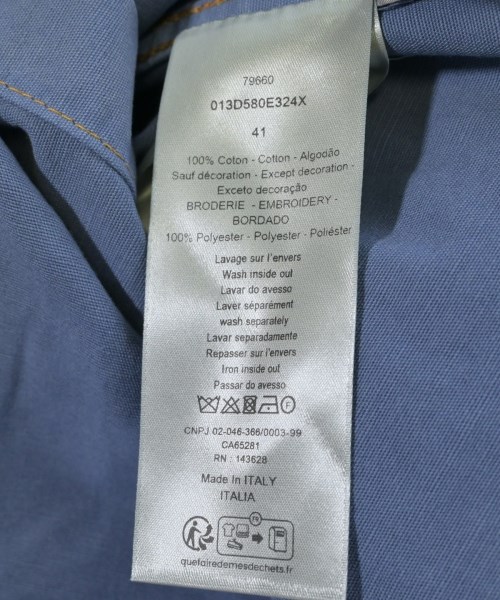 79660
013D580E324X
41
100% Coton - Cotton - Algodão
Sauf décoration - Except decoration -
Exceto decoração
BRODERIE - EMBROIDERY -
BORDADO
100% Polyester - Polyester - Poliéster
Lavage sur l'envers
Wash inside out
Lavar do avesso
Laver séparément
wash separately
Lavar separadamente
Repasser sur l'envers
Iron inside out
Passar do avesso
F
CNPJ 02-046-366/0003-99
CA65281
RN : 143628
Made In ITALY
ITALIA
FR
quefairedemesdechets.fr